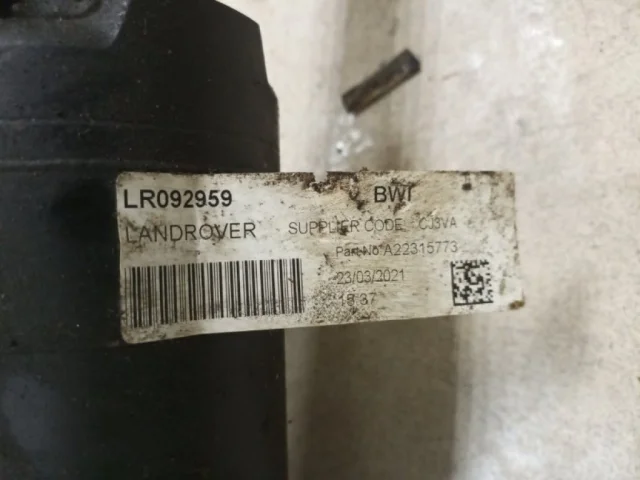 LR092959
BWI
LANDROVER
SUPPLIER CODE CJ3VA
Part No A22315773
23/03/2021